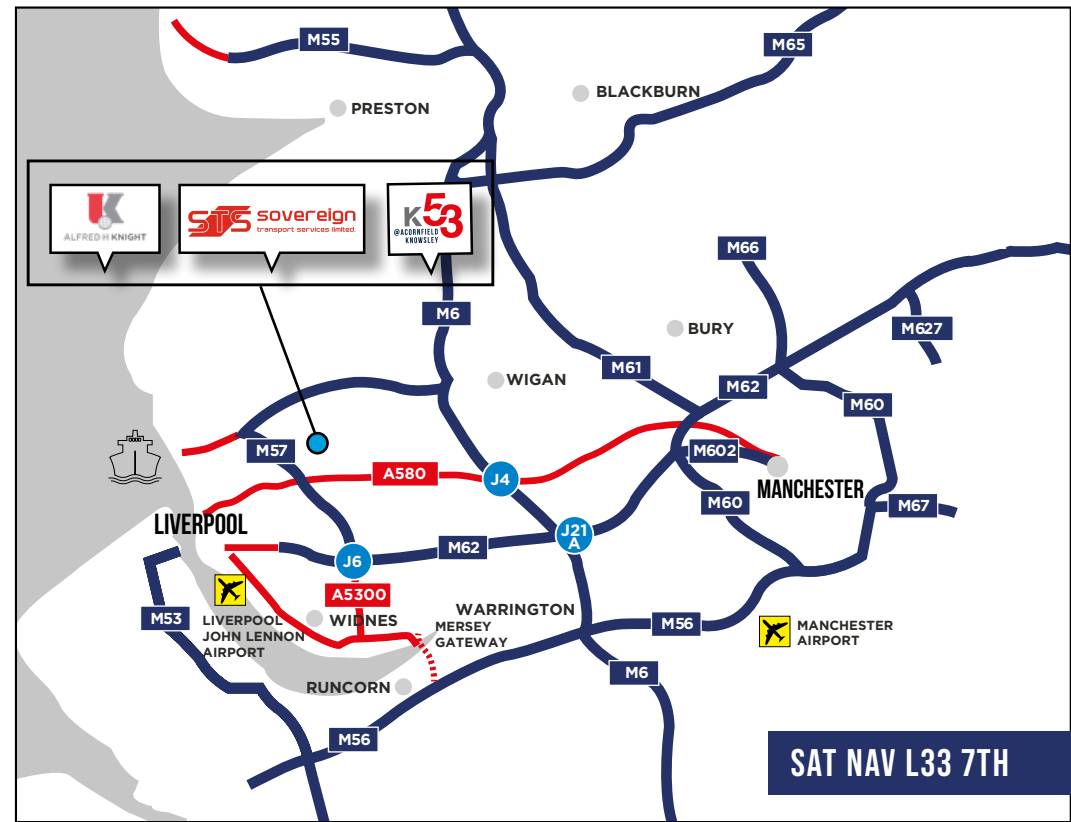 M55
M65
BLACKBURN
PRESTON
ALFRED H KNIGHT
STS sovereign
transport services limited.
K53
@ACORNFIELD
KNOWSLEY
M66
M6
BURY
M627
M61
WIGAN
M62
M60
M57
M602
A580
J4
MANCHESTER
M60
M67
LIVERPOOL
J21
A
M62
J6
A5300
WARRINGTON
M53
LIVERPOOL
JOHN LENNON
AIRPORT
WIDNES
MERSEY
GATEWAY
M56
MANCHESTER
AIRPORT
M6
RUNCORN
M56
SAT NAV L33 7TH